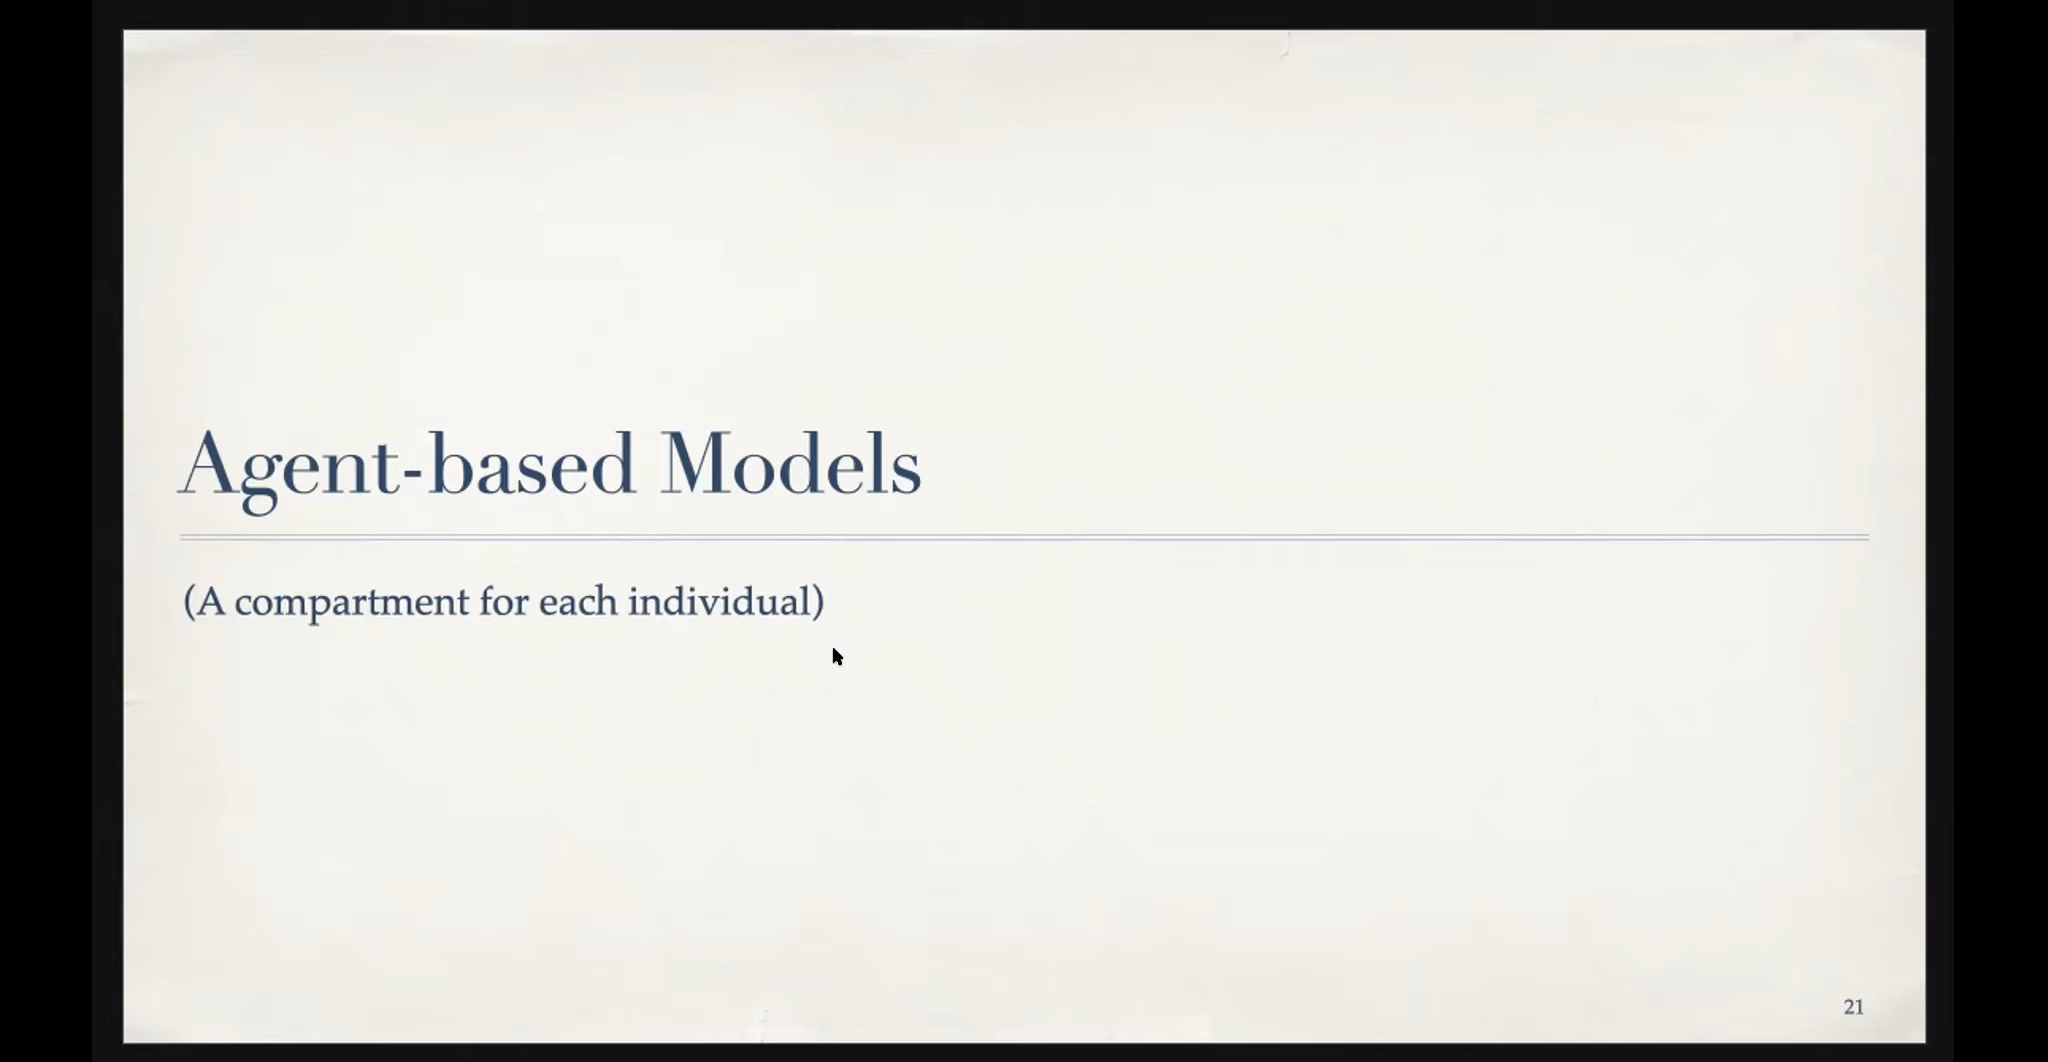 Agent-based Models
(A compartment for each individual)
21